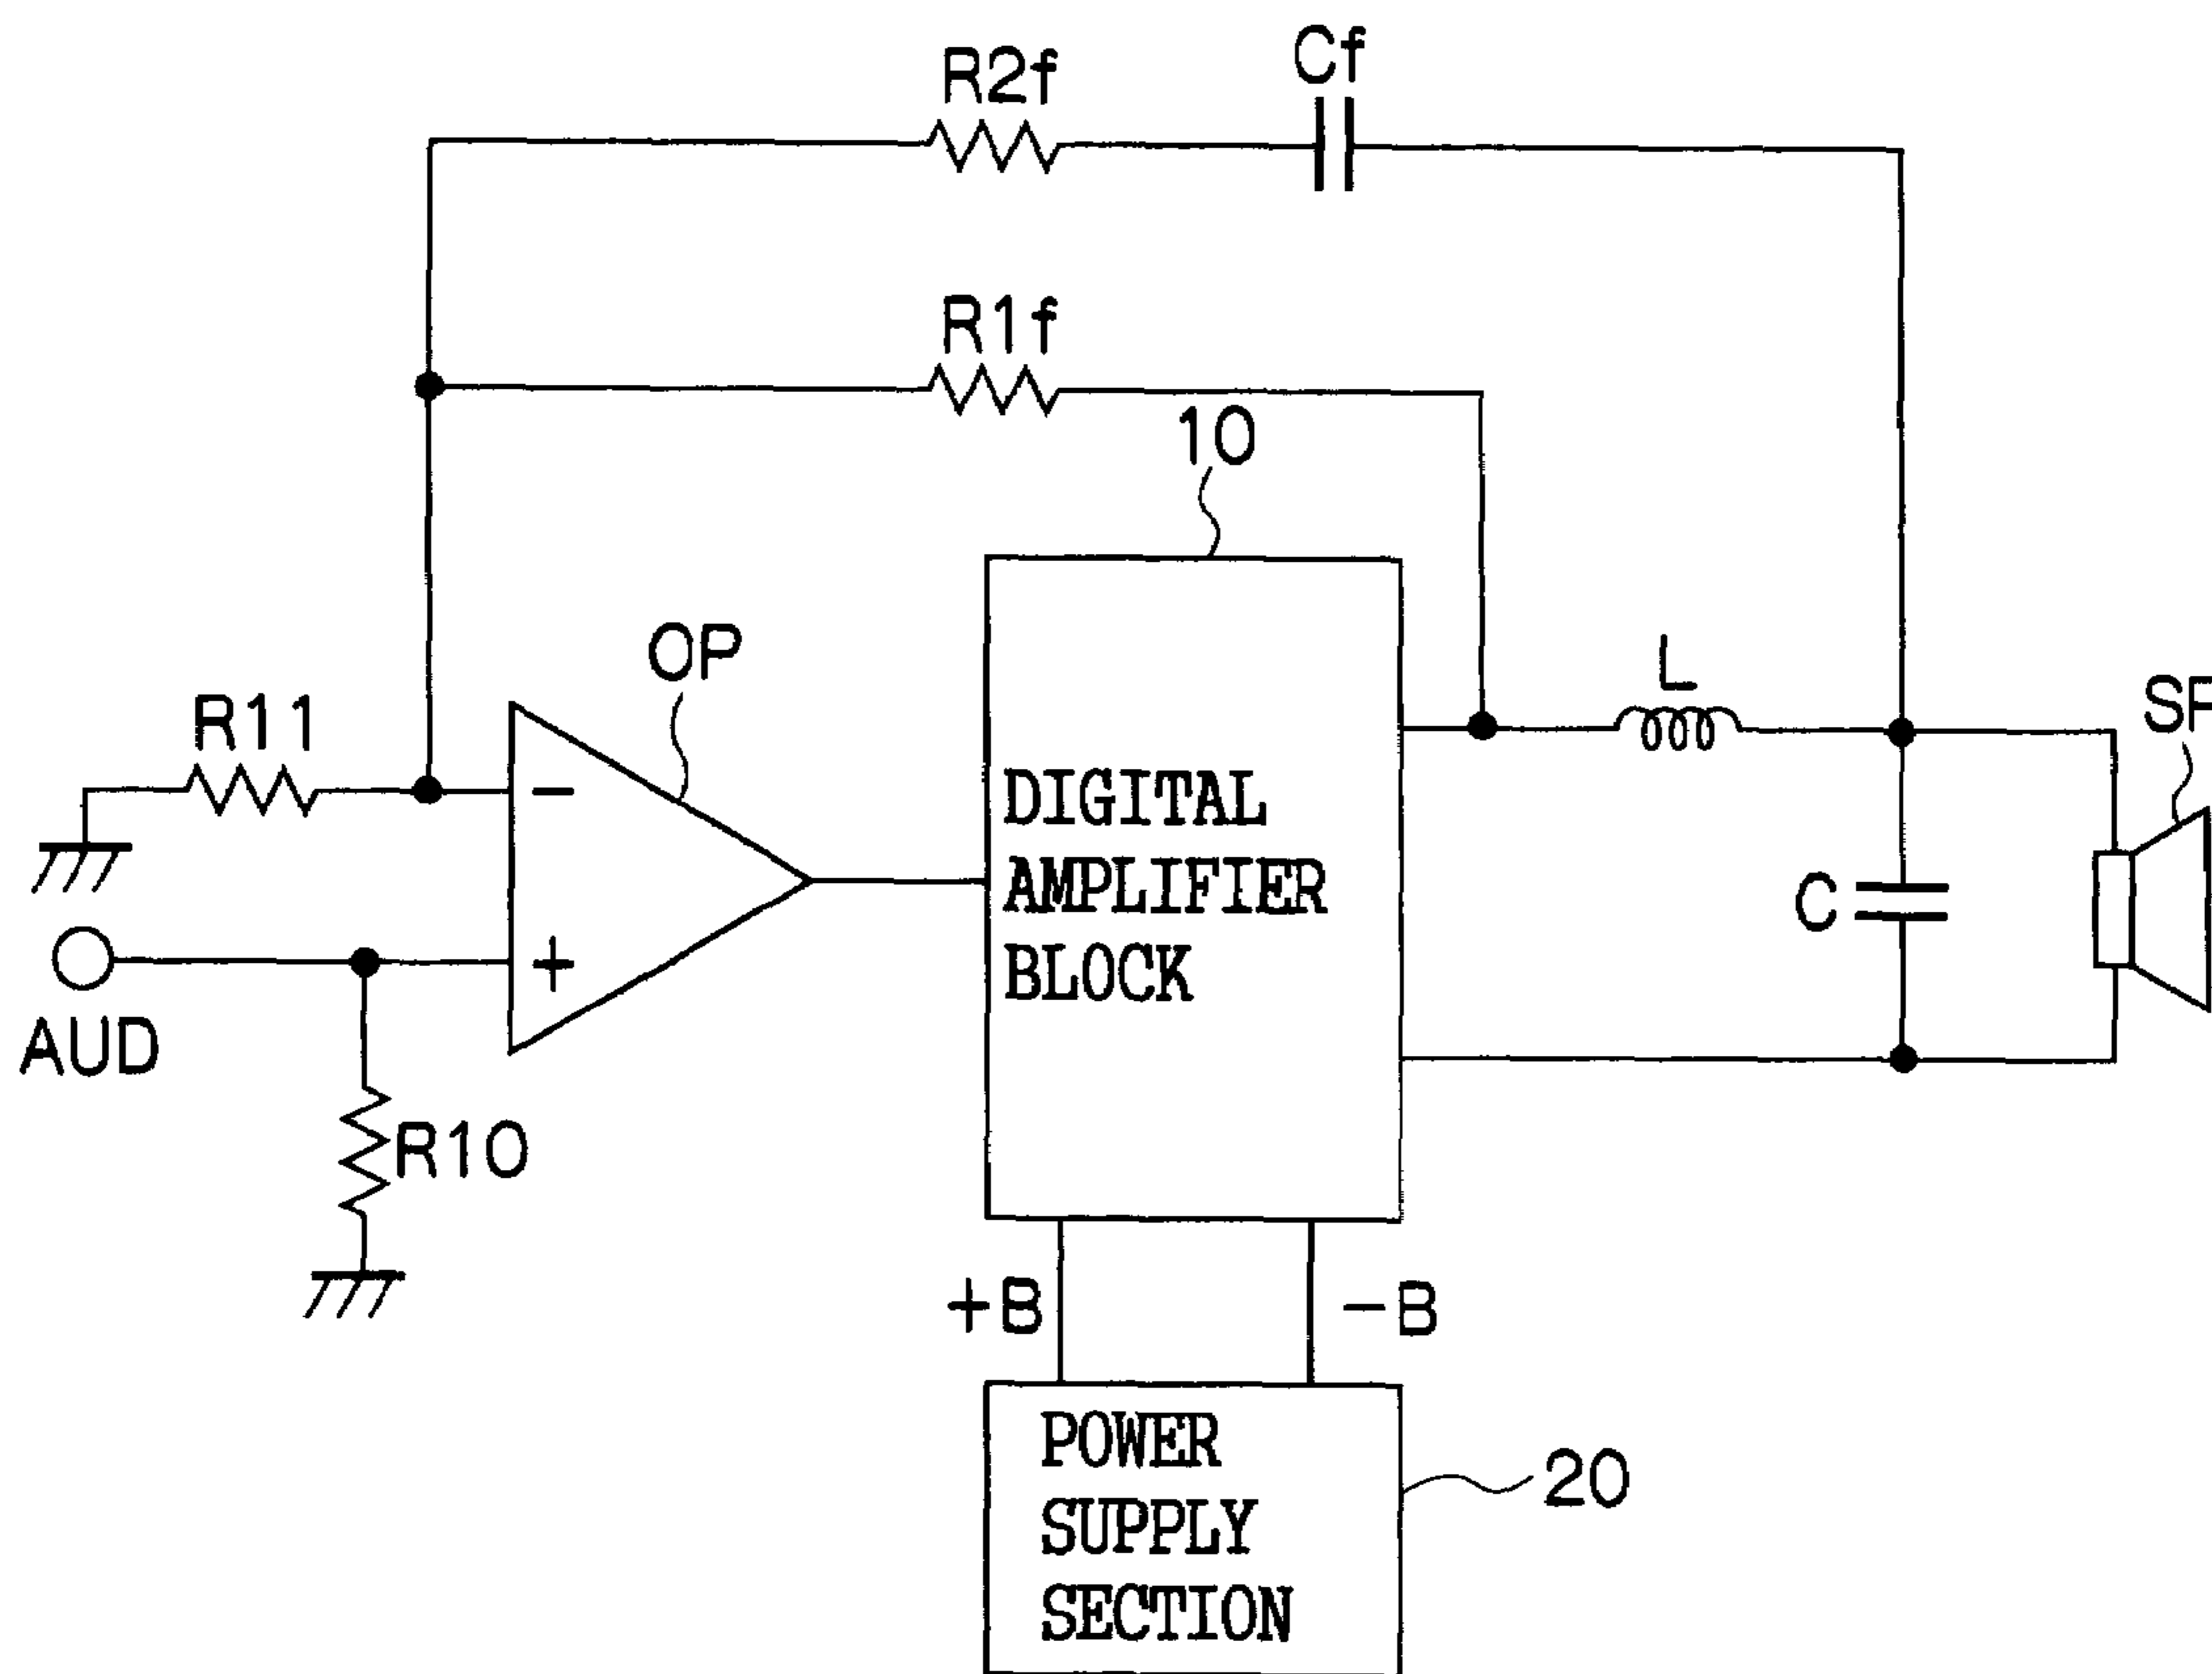 R2f
Cf
R1f
10
OP
L
R11
DIGITAL
AMPLIFIER
BLOCK
-
+
C
AUD
R10
+B
-B
POWER
SUPPLY
SECTION
20